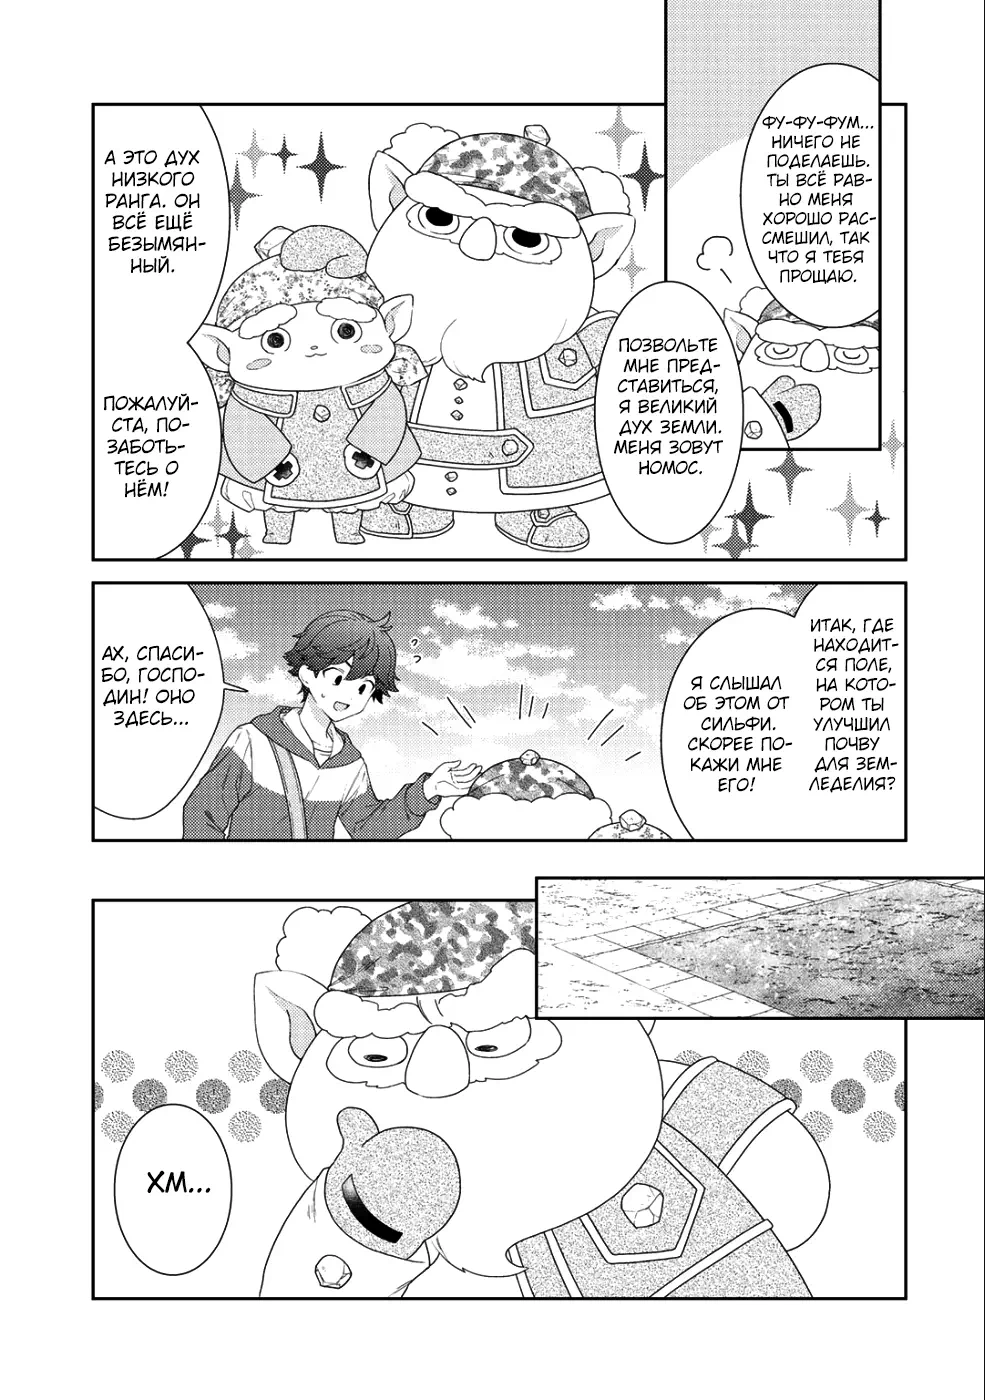 ФУ-ФУ-ФУМ...
НИЧЕГО НЕ
ПОДЕЛАЕШЬ.
ТЫ ВСЁ РАВ-
НО МЕНЯ
ХОРОШО РАС-
СМЕШИЛ, ТАК
ЧТО Я ТЕБЯ
ПРОЩАЮ.
ПОЗВОЛЬТЕ
МНЕ ПРЕД-
СТАВИТЬСЯ,
Я ВЕЛИКИЙ
ДУХ ЗЕМЛИ.
МЕНЯ ЗОВУТ
НОМОС.
А ЭТО ДУХ
НИЗКОГО
РАНГА. ОН
ВСЁ ЕЩЁ
БЕЗЫМЯН-
ННЫЙ.
ПОЖАЛУЙ-
СТА, ПО-
ЗАБОТЬ-
ТЕСЬ О
НЁМ!
ИТАК, ГДЕ
НАХОДИТ-
СЯ ПОЛЕ,
НА КОТО-
РОМ ТЫ
УЛУЧШИЛ
ПОЧВУ
ДЛЯ ЗЕМ-
ЛЕДЕЛИЯ?
Я СЛЫШАЛ
ОБ ЭТОМ ОТ
СИЛЬФИ.
СКОРЕЕ ПО-
КАЖИ МНЕ
ЕГО!
АХ, СПАСИ-
БО, ГОСПО-
ДИН! ОНО
ЗДЕСЬ...
ХМ...